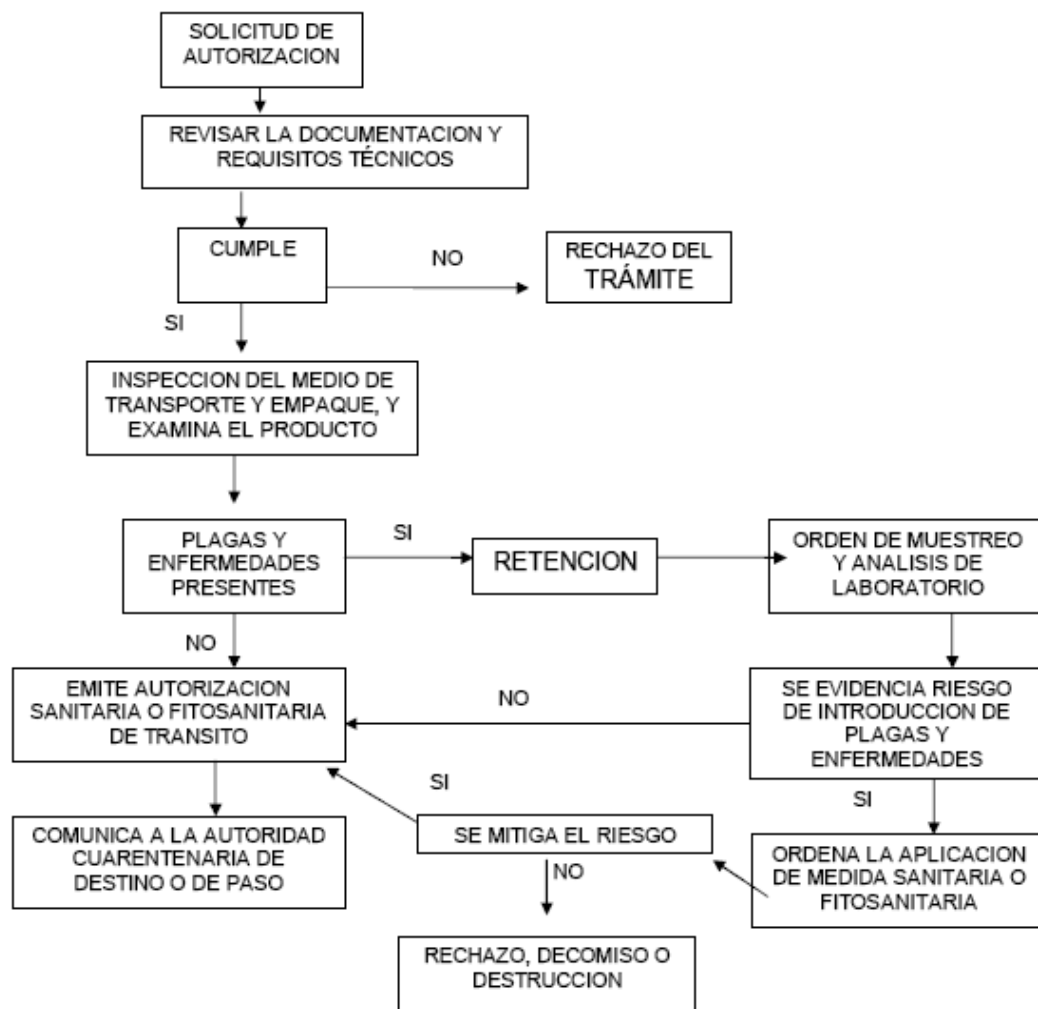 SOLICITUD DE
AUTORIZACION
REVISAR LA DOCUMENTACION Y
REQUISITOS TÉCNICOS
CUMPLE
NO
RECHAZO DEL
TRÁMITE
SI
INSPECCION DEL MEDIO DE
TRANSPORTE Y EMPAQUE, Y
EXAMINA EL PRODUCTO
PLAGAS Y
ENFERMEDADES
PRESENTES
SI
RETENCION
ORDEN DE MUESTREO
Y ANALISIS DE
LABORATORIO
NO
EMITE AUTORIZACION
SANITARIA O FITOSANITARIA
DE TRANSITO
NO
SE EVIDENCIA RIESGO
DE INTRODUCCION DE
PLAGAS Y
ENFERMEDADES
SI
SI
COMUNICA A LA AUTORIDAD
CUARENTENARIA DE
DESTINO O DE PASO
SE MITIGA EL RIESGO
ORDENA LA APLICACION
DE MEDIDA SANITARIA O
FITOSANITARIA
NO
RECHAZO, DECOMISO O
DESTRUCCION